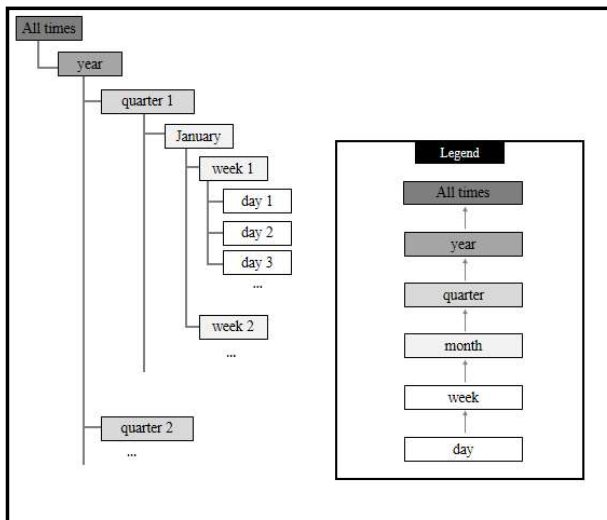 All times
year
quarter 1
January
week 1
day 1
day 2
day 3
...
week 2
...
quarter 2
...
Legend
All times
year
quarter
month
week
day